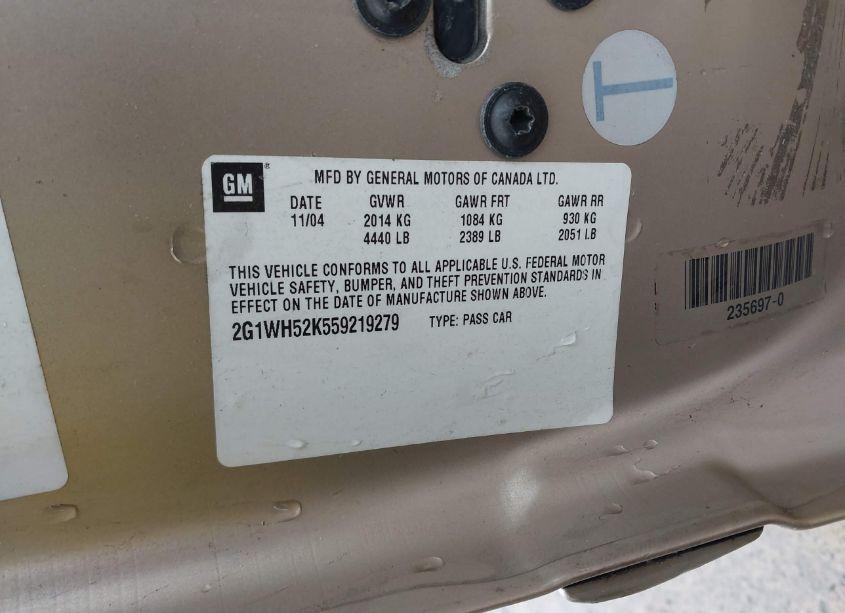 T
GM®
MFD BY GENERAL MOTORS OF CANADA LTD.
DATE GVWR GAWR FRT GAWR RR
11/04 2014 KG 1084 KG 930 KG
4440 LB 2389 LB 2051 LB
THIS VEHICLE CONFORMS TO ALL APPLICABLE U.S. FEDERAL MOTOR
VEHICLE SAFETY, BUMPER, AND THEFT PREVENTION STANDARDS IN
EFFECT ON THE DATE OF MANUFACTURE SHOWN ABOVE.
2G1WH52K559219279 TYPE: PASS CAR
235697-0